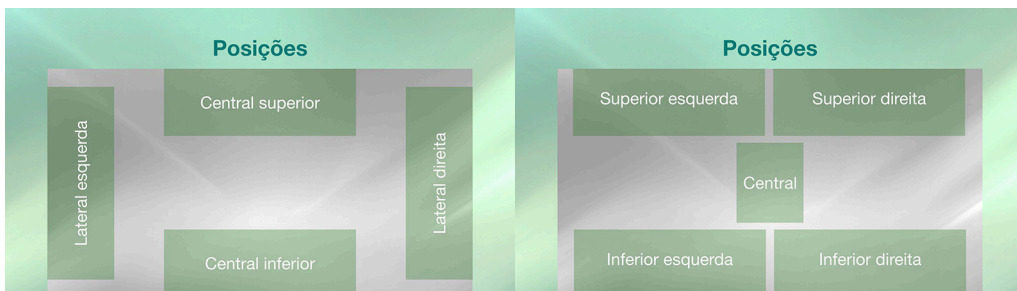 Posições
Central superior
Lateral esquerda
Lateral direita
Central inferior
Posições
Superior esquerda
Superior direita
Central
Inferior esquerda
Inferior direita